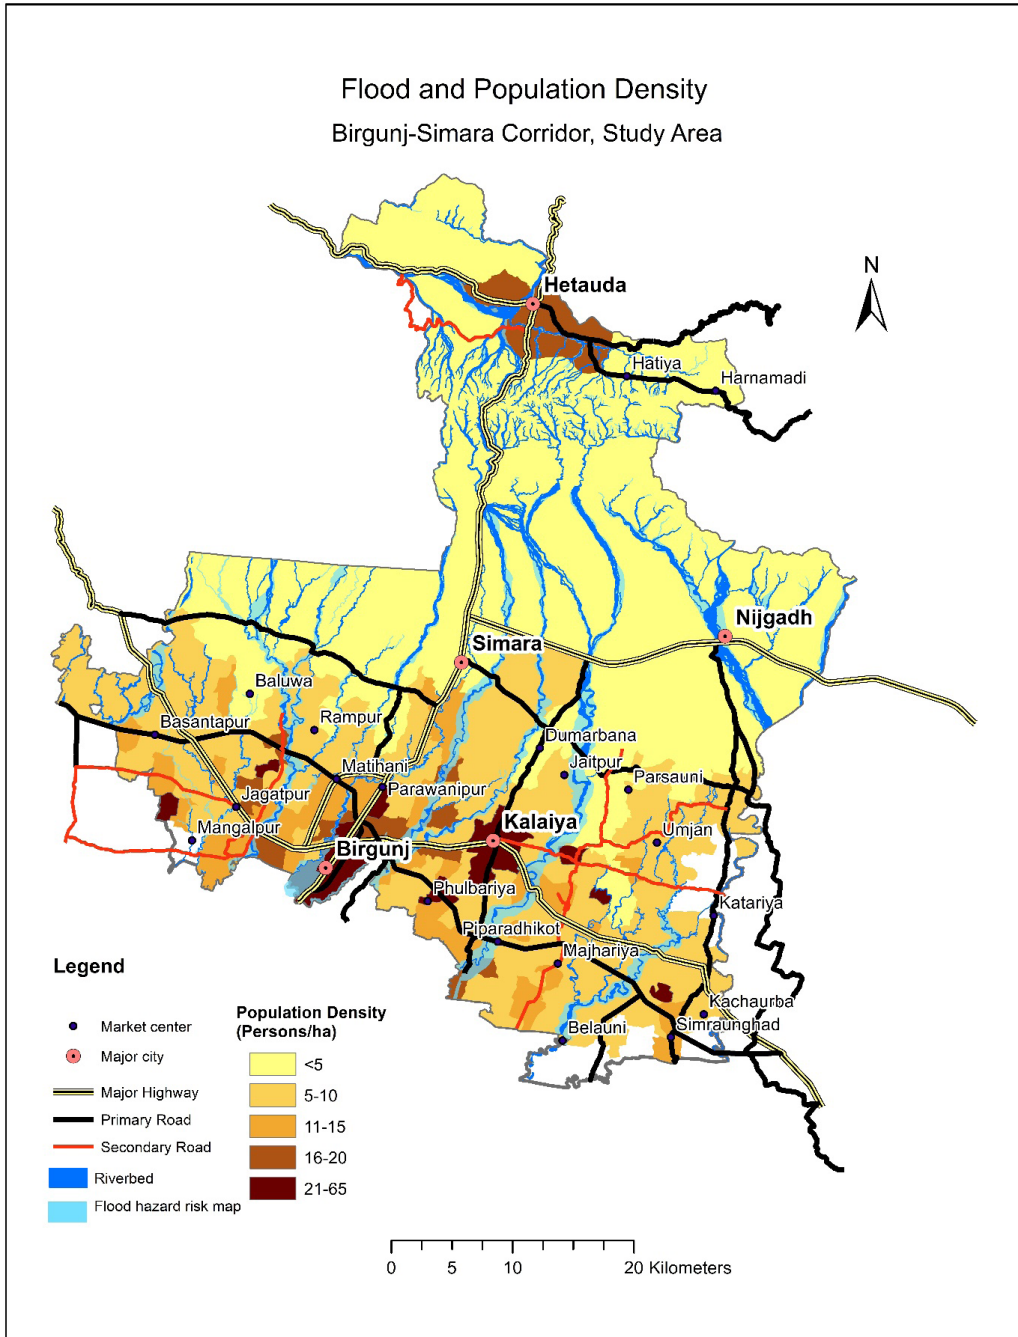 Flood and Population Density
Birgunj-Simara Corridor, Study Area
N
Hetauda
Hatiya
Harnamadi
Nijgadh
Simara
Baluwa
Basantapur
Rampur
Dumarbana
Matihani
Jaitpur
Parsauni
Parawanipur
Jagatpur
Mangalpur
Kalaiya
Umjan
Birgunj
Phulbariya
Katariya
Piparadhikot
Majhariya
Kachaurba
Belauni
Simraunghad
Legend
Market center
Major city
Major Highway
Primary Road
Secondary Road
Riverbed
Flood hazard risk map
Population Density
(Persons/ha)
<5
5-10
11-15
16-20
21-65
0 5 10 20 Kilometers